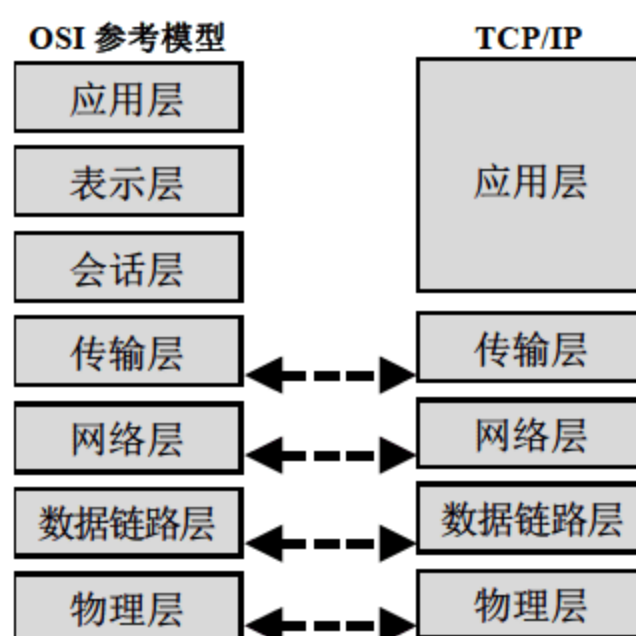 OSI 参考模型
应用层
表示层
会话层
传输层
网络层
数据链路层
物理层
TCP/IP
应用层
传输层
网络层
数据链路层
物理层